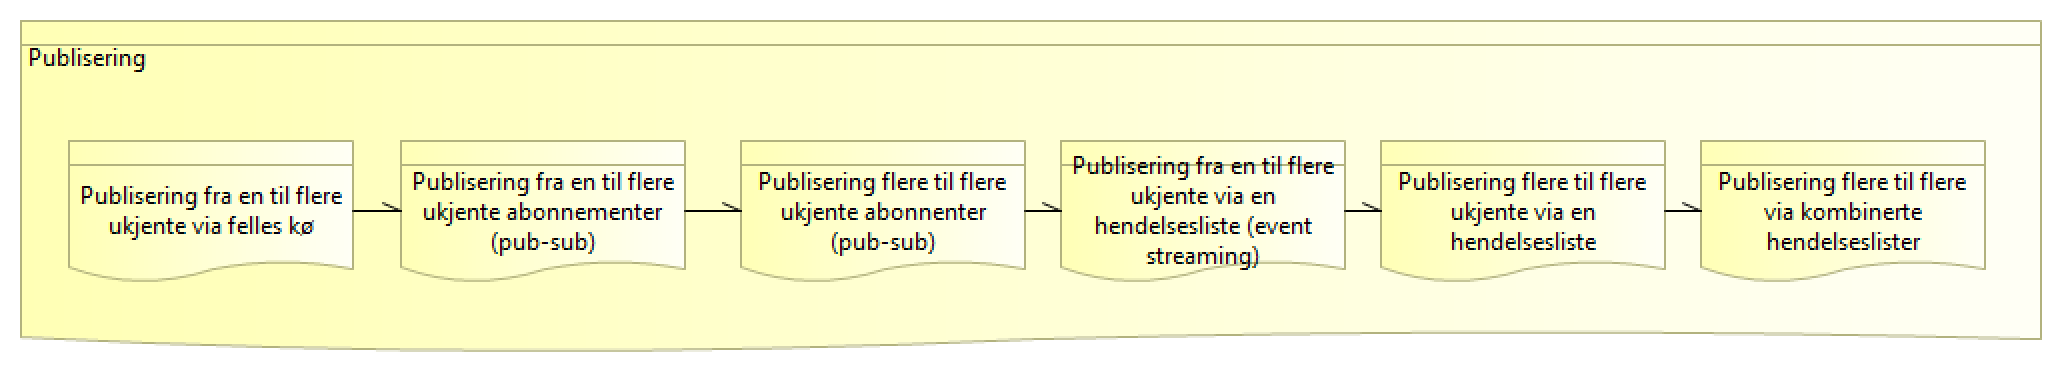 Publisering
Publisering fra en til flere
ukjente via felles kø
Publisering fra en til flere
ukjente abonnementer
(pub-sub)
Publisering flere til flere
ukjente abonnenter
(pub-sub)
Publisering fra en til flere
ukjente via en
hendelsesliste (event
streaming)
Publisering flere til flere
ukjente via en
hendelsesliste
Publisering flere til flere
via kombinerte
hendelseslister